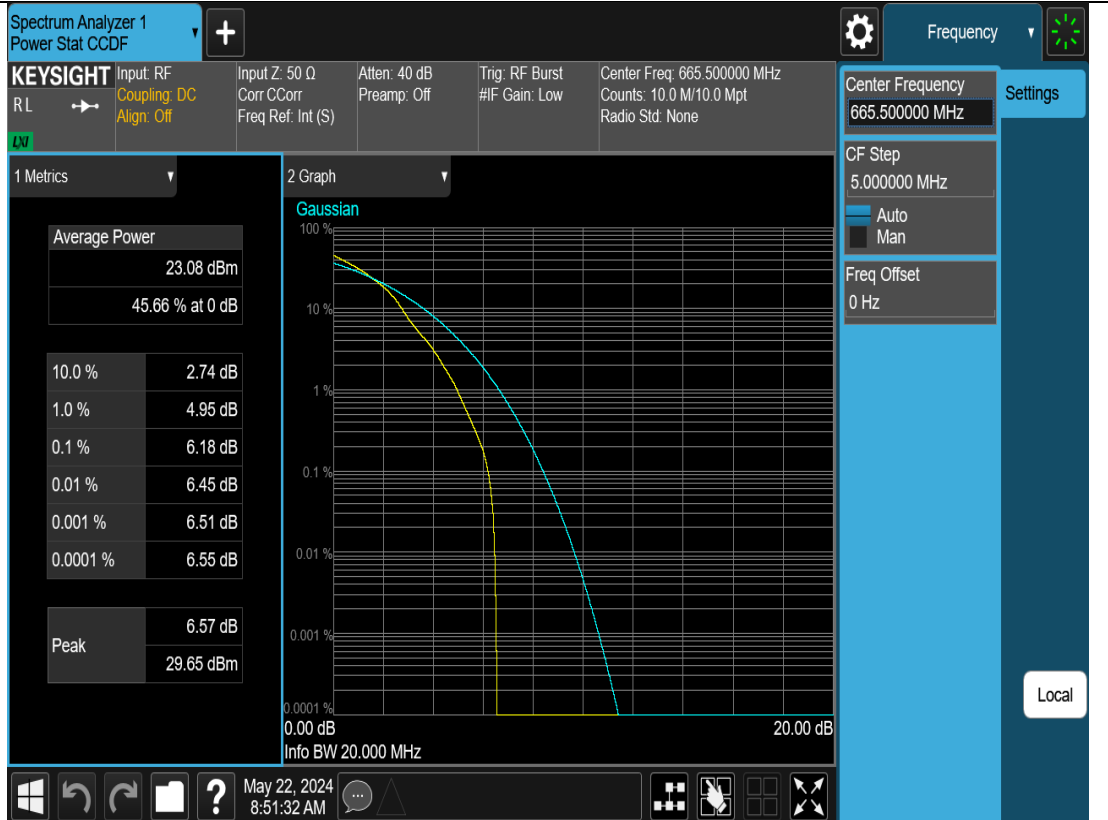 Spectrum Analyzer 1
Power Stat CCDF
+
Frequency
KEYSIGHT
RL
LXI
Input: RF
Coupling: DC
Align: Off
Input Z: 50 Ω
Corr CCorr
Freq Ref: Int (S)
Atten: 40 dB
Preamp: Off
Trig: RF Burst
#IF Gain: Low
Center Freq: 665.500000 MHz
Counts: 10.0 M/10.0 Mpt
Radio Std: None
Center Frequency
665.500000 MHz
Settings
CF Step
5.000000 MHz
Auto
Man
Freq Offset
0 Hz
1 Metrics
Average Power
23.08 dBm
45.66 % at 0 dB
10.0 % 2.74 dB
1.0 % 4.95 dB
0.1 % 6.18 dB
0.01 % 6.45 dB
0.001 % 6.51 dB
0.0001 % 6.55 dB
Peak
6.57 dB
29.65 dBm
2 Graph
Gaussian
100 %
10 %
1 %
0.1 %
0.01 %
0.001 %
0.0001 %
0.00 dB 20.00 dB
Info BW 20.000 MHz
Local
?
May 22, 2024
8:51:32 AM